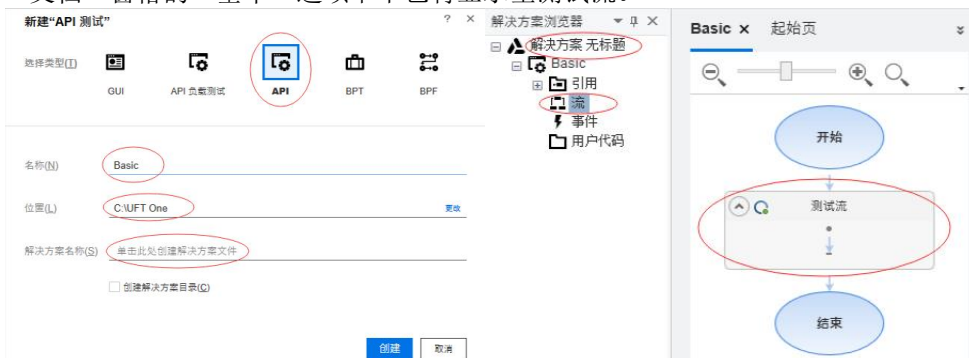 新建“API 测试” ? ×
选择类型(T)
GUI
API 负载测试
API
BPT
BPF
名称(N) Basic
位置(L) C:\UFT One 更改
解决方案名称(S) 单击此处创建解决方案文件
创建解决方案目录(C)
创建 取消
解决方案浏览器
解决方案 无标题
Basic
引用
流
事件
用户代码
Basic × 起始页
开始
测试流
结束